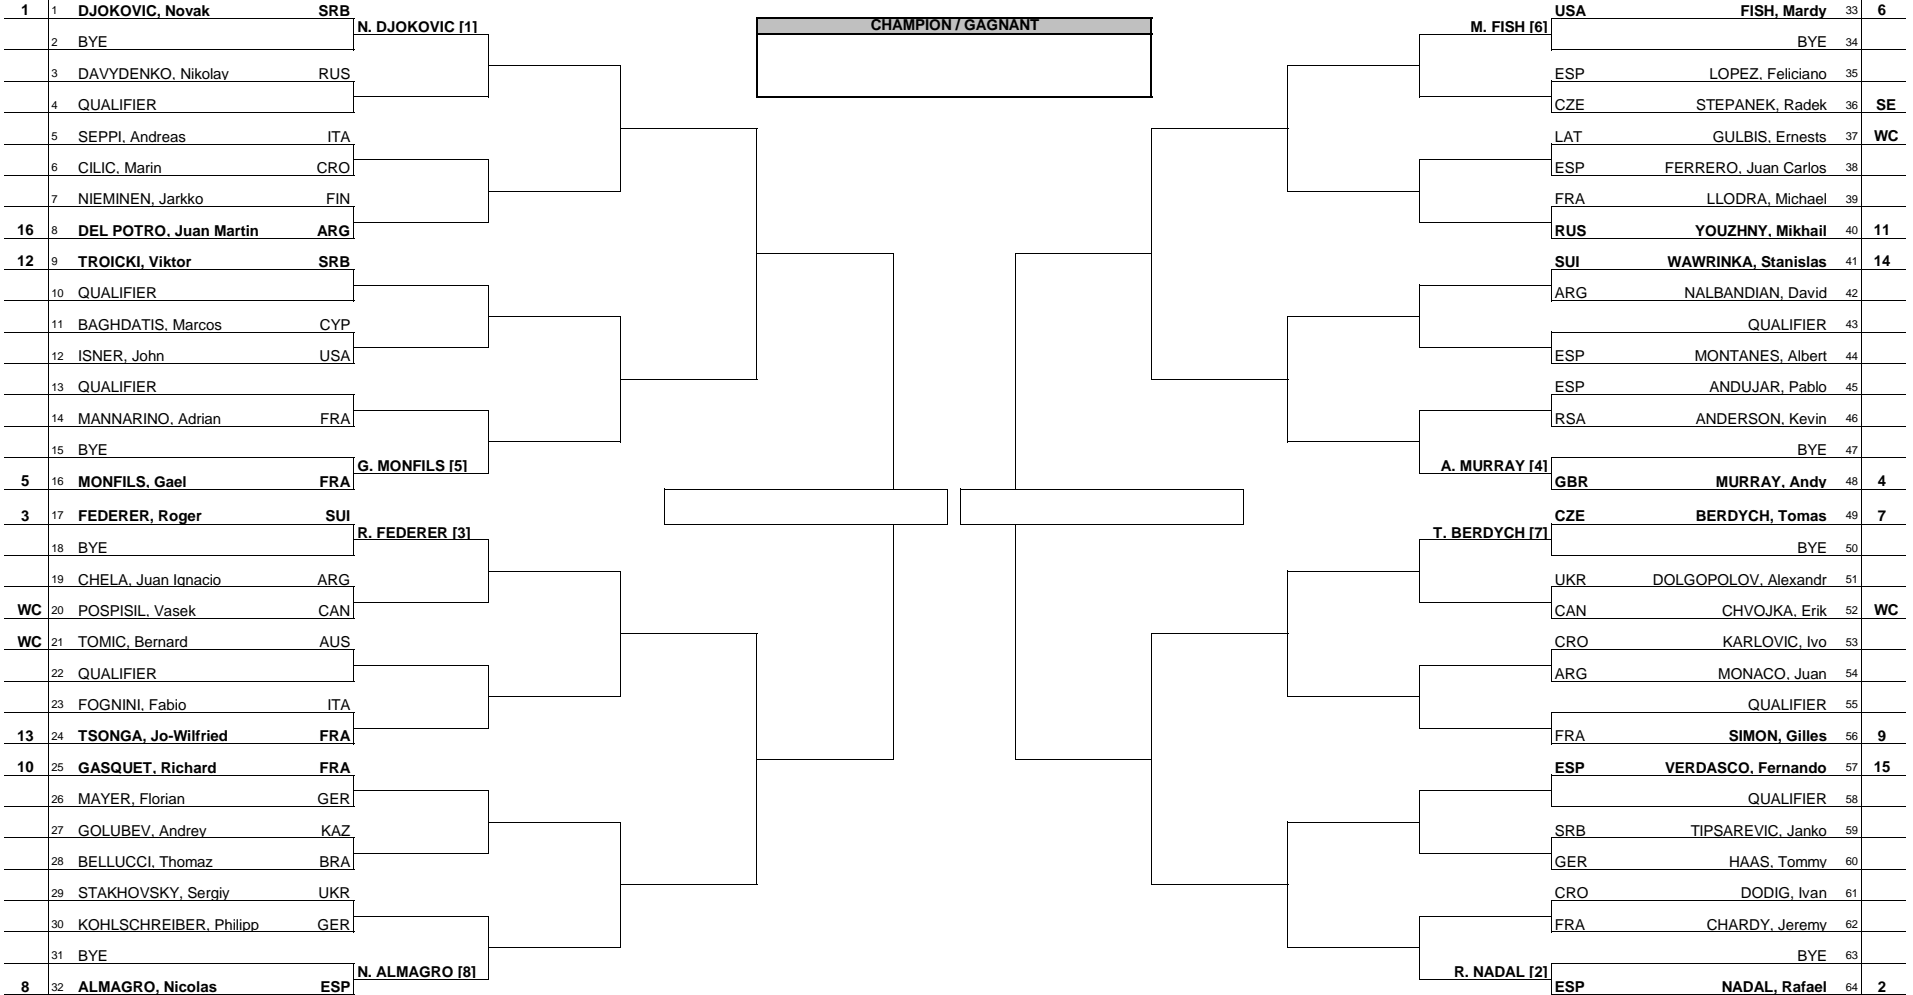 1 1 DJOKOVIC, Novak SRB
N. DJOKOVIC [1]
2 BYE
3 DAVYDENKO, Nikolay RUS
4 QUALIFIER
5 SEPPI, Andreas ITA
6 CILIC, Marin CRO
7 NIEMINEN, Jarkko FIN
16 8 DEL POTRO, Juan Martin ARG
12 9 TROICKI, Viktor SRB
10 QUALIFIER
11 BAGHDATIS, Marcos CYP
12 ISNER, John USA
13 QUALIFIER
14 MANNARINO, Adrian FRA
15 BYE
G. MONFILS [5]
5 16 MONFILS, Gael FRA
3 17 FEDERER, Roger SUI
R. FEDERER [3]
18 BYE
19 CHELA, Juan Ignacio ARG
WC 20 POSPISIL, Vasek CAN
WC 21 TOMIC, Bernard AUS
22 QUALIFIER
23 FOGNINI, Fabio ITA
13 24 TSONGA, Jo-Wilfried FRA
10 25 GASQUET, Richard FRA
26 MAYER, Florian GER
27 GOLUBEV, Andrey KAZ
28 BELLUCCI, Thomaz BRA
29 STAKHOVSKY, Sergiy UKR
30 KOHLSCHREIBER, Philipp GER
31 BYE
N. ALMAGRO [8]
8 32 ALMAGRO, Nicolas ESP
CHAMPION / GAGNANT
USA FISH, Mardy 33 6
M. FISH [6]
BYE 34
ESP LOPEZ, Feliciano 35
CZE STEPANEK, Radek 36 SE
LAT GULBIS, Ernests 37 WC
ESP FERRERO, Juan Carlos 38
FRA LLODRA, Michael 39
RUS YOUZHNY, Mikhail 40 11
SUI WAWRINKA, Stanislas 41 14
ARG NALBANDIAN, David 42
QUALIFIER 43
ESP MONTANES, Albert 44
ESP ANDUJAR, Pablo 45
RSA ANDERSON, Kevin 46
BYE 47
A. MURRAY [4]
GBR MURRAY, Andy 48 4
CZE BERDYCH, Tomas 49 7
T. BERDYCH [7]
BYE 50
UKR DOLGOPOLOV, Alexandr 51
CAN CHVOJKA, Erik 52 WC
CRO KARLOVIC, Ivo 53
ARG MONACO, Juan 54
QUALIFIER 55
FRA SIMON, Gilles 56 9
ESP VERDASCO, Fernando 57 15
QUALIFIER 58
SRB TIPSAREVIC, Janko 59
GER HAAS, Tommy 60
CRO DODIG, Ivan 61
FRA CHARDY, Jeremy 62
BYE 63
R. NADAL [2]
ESP NADAL, Rafael 64 2